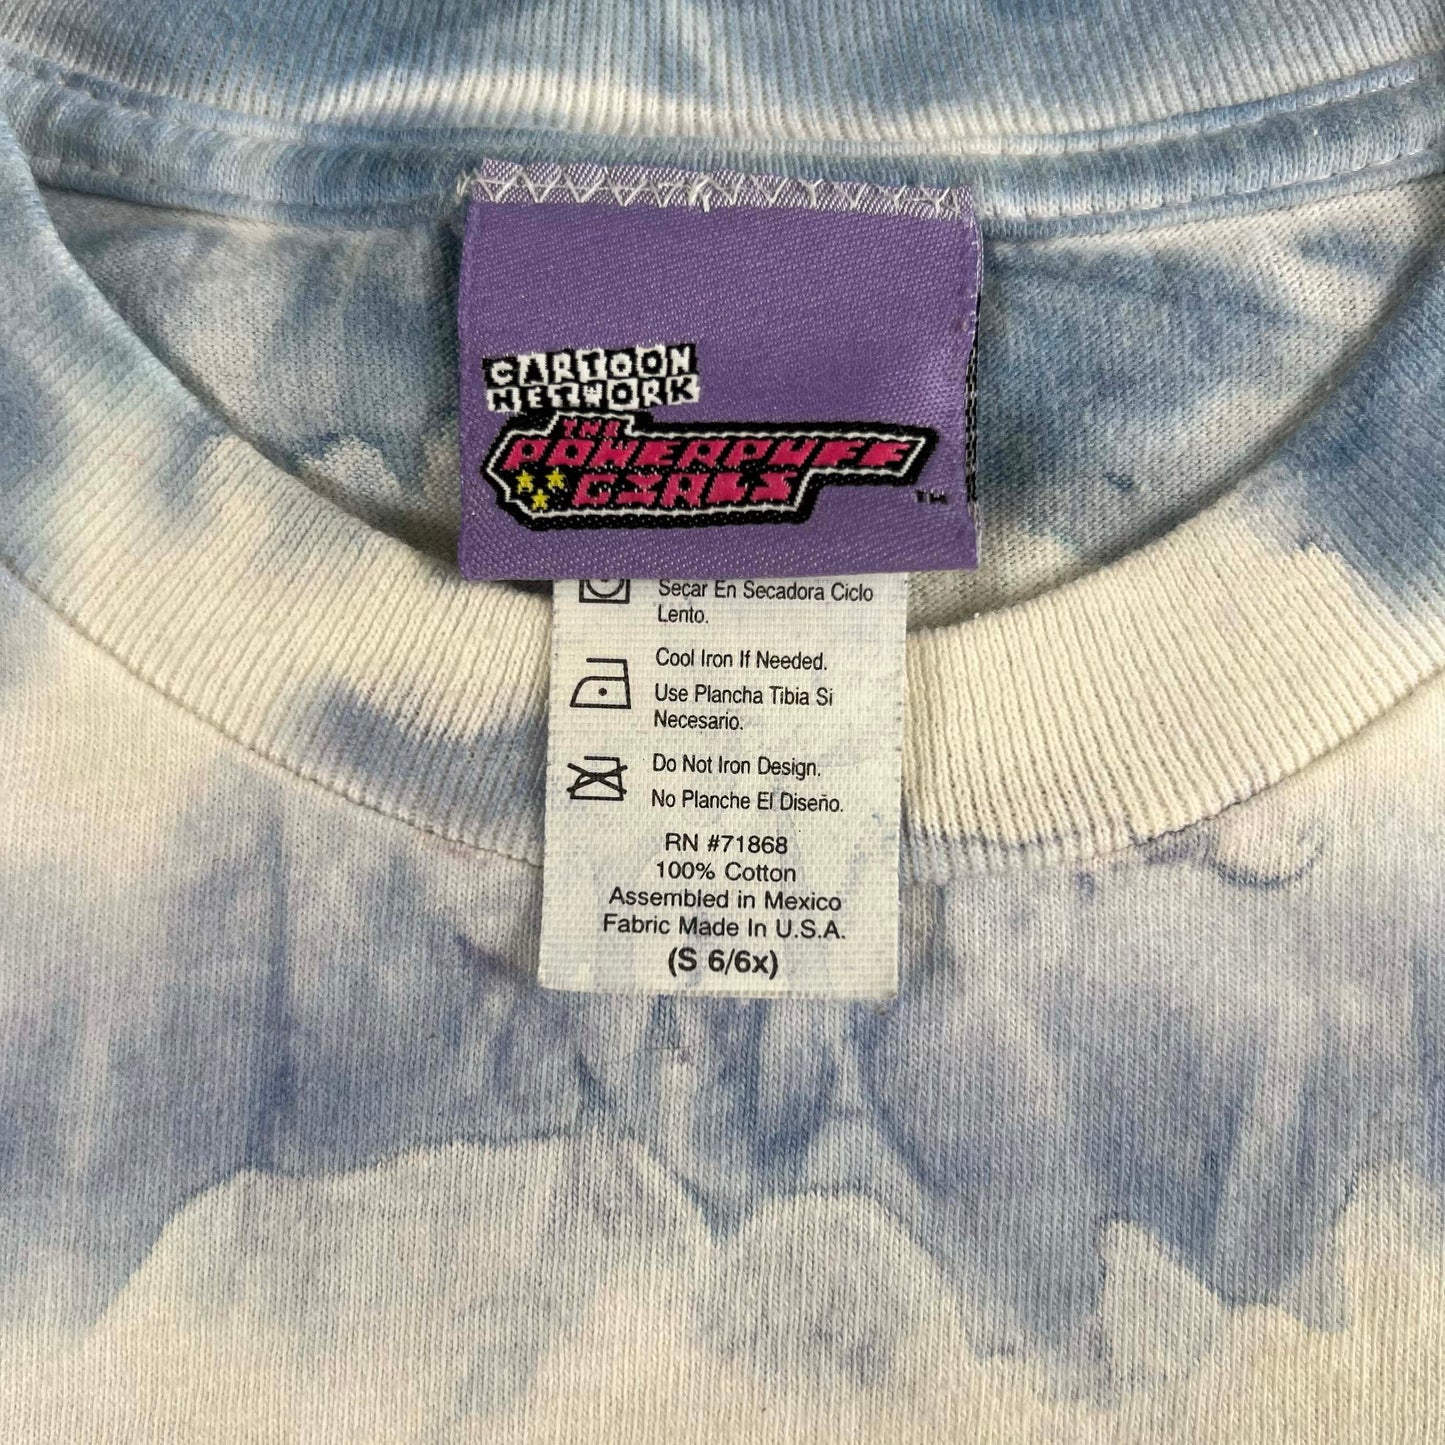 CARTOON
NETWORK
THE
POWERPUFF
GIRLS
TM
Secar En Secadora Ciclo
Lento.
Cool Iron If Needed.
Use Plancha Tibia Si
Necesario.
Do Not Iron Design.
No Planche El Diseño.
RN #71868
100% Cotton
Assembled in Mexico
Fabric Made In U.S.A.
(S 6/6x)